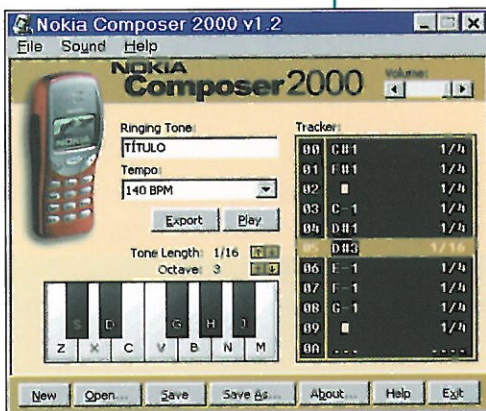 Nokia Composer 2000 v1.2
File Sound Help
NOKIA
Composer 2000
Volume:
NOKIA
Ringing Tone:
TÍTULO
Tempo:
140 BPM
Export Play
Tone Length: 1/16
Octave: 3
S D G H J
Z X C V B N M
Tracker:
00 C#1 1/4
01 F#1 1/4
02 1/4
03 C-1 1/4
04 D#1 1/4
05 D#3 1/16
06 E-1 1/4
07 F-1 1/4
08 G-1 1/4
09 1/4
0A ... ....
New Open... Save Save As... About... Help Exit